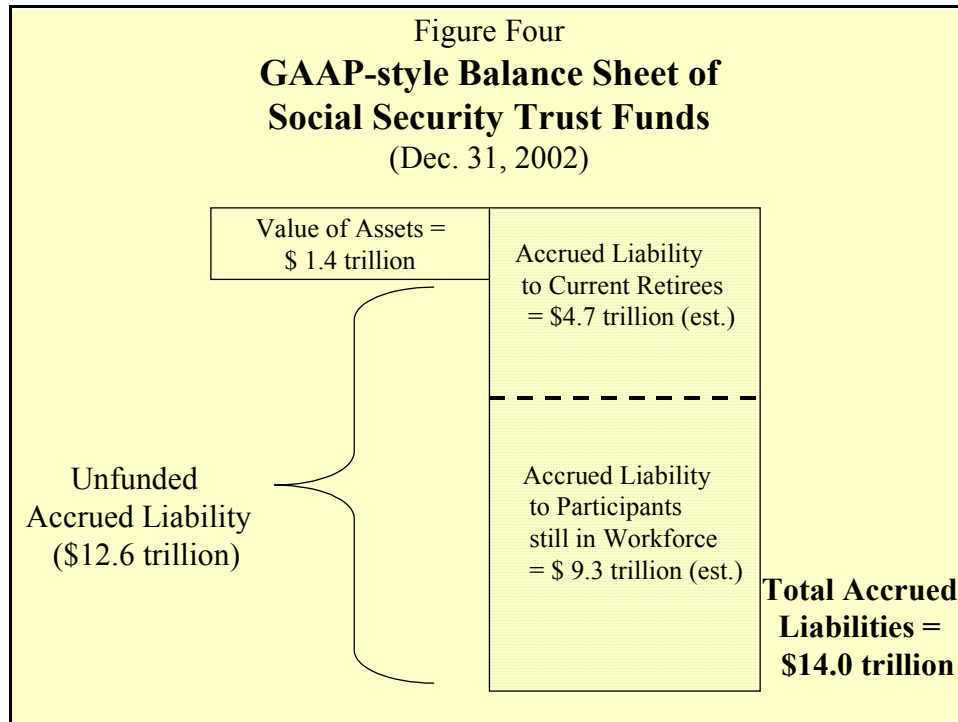 Figure Four
GAAP-style Balance Sheet of
Social Security Trust Funds
(Dec. 31, 2002)
Value of Assets =
$ 1.4 trillion
Accrued Liability
to Current Retirees
= $4.7 trillion (est.)
Unfunded
Accrued Liability
($12.6 trillion)
Accrued Liability
to Participants
still in Workforce
= $ 9.3 trillion (est.)
Total Accrued
Liabilities =
$14.0 trillion